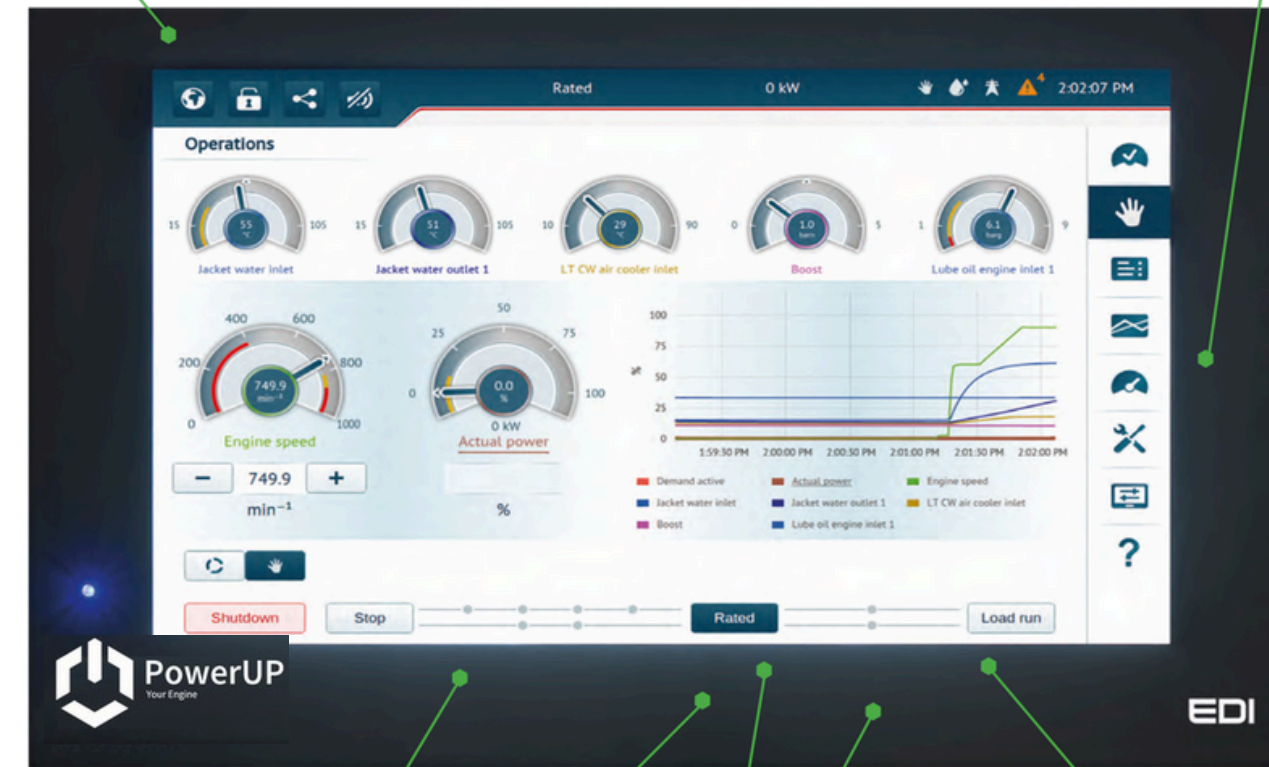 Rated 0 kW 4 2:02:07 PM
Operations
15 55 °C 105 15 51 °C 105 10 29 °C 90 0 1.0 barn 5 1 6.1 barg 9
Jacket water inlet Jacket water outlet 1 LT CW air cooler inlet Boost Lube oil engine inlet 1
0 200 400 600 800 1000
749.9
min⁻¹
Engine speed
0 25 50 75 100
0.0
%
0 kW
Actual power
− 749.9 +
min⁻¹
%
100
75
50
25
0
%
1:59:30 PM 2:00:00 PM 2:00:30 PM 2:01:00 PM 2:01:30 PM 2:02:00 PM
Demand active Actual power Engine speed
Jacket water inlet Jacket water outlet 1 LT CW air cooler inlet
Boost Lube oil engine inlet 1
?
Shutdown Stop Rated Load run
PowerUP
Your Engine
EDI